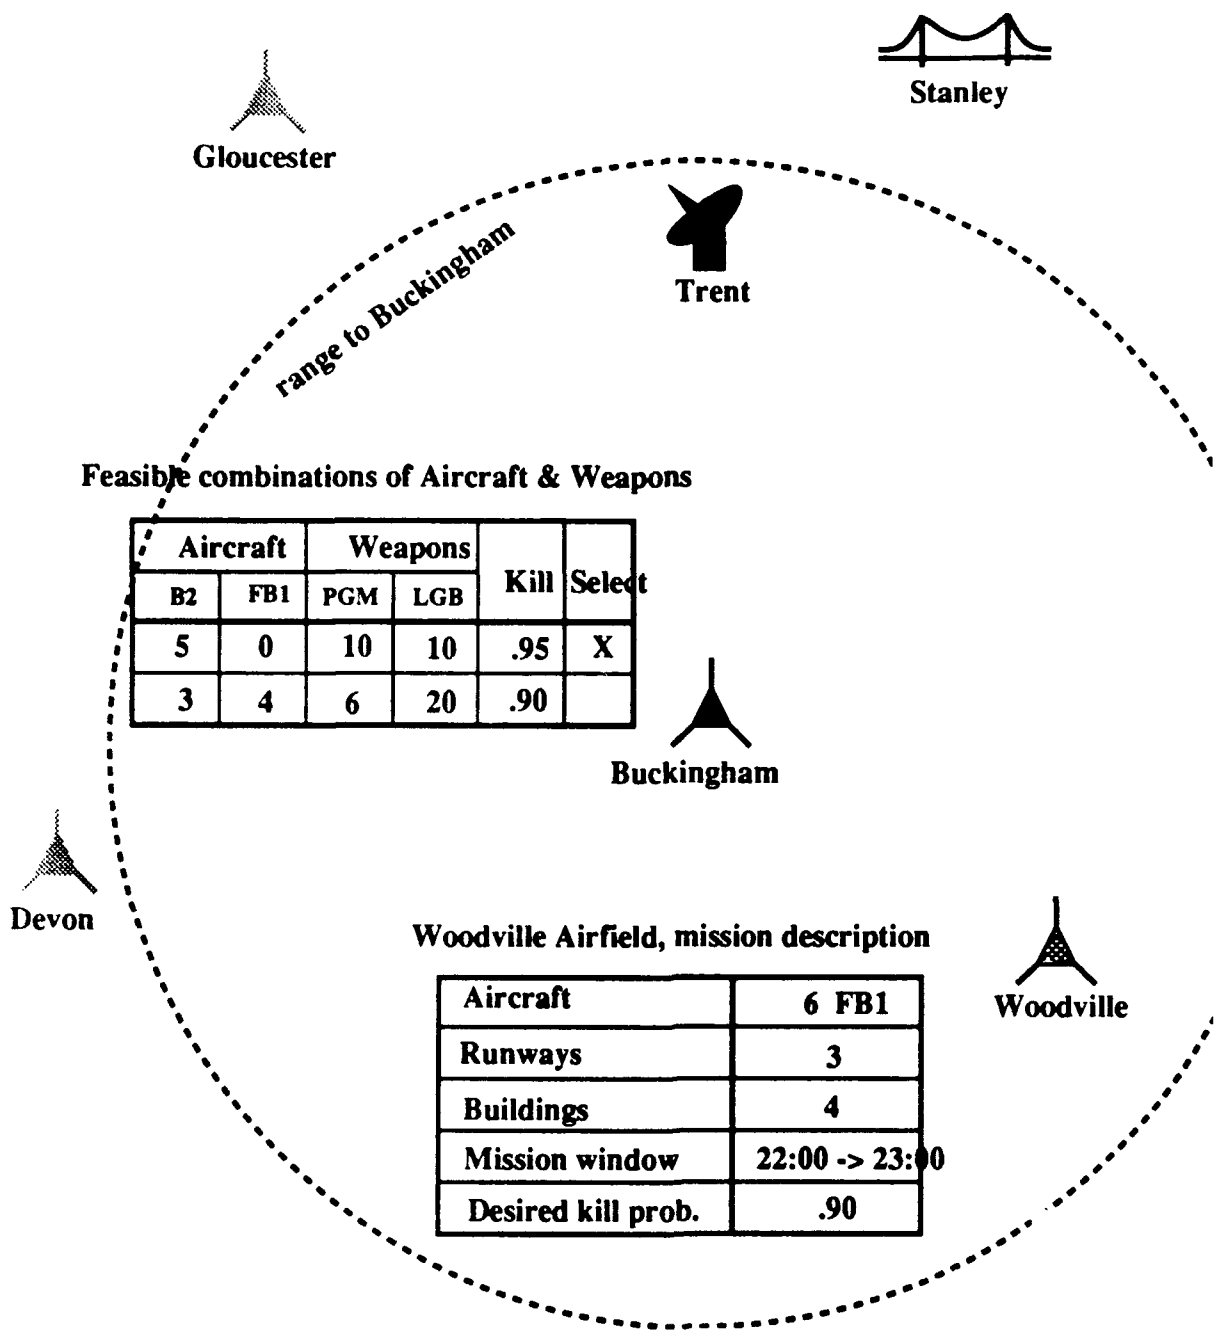 Stanley
Gloucester
Trent
range to Buckingham
Feasible combinations of Aircraft & Weapons
Aircraft Weapons Kill Select
B2 FB1 PGM LGB
5 0 10 10 .95 X
3 4 6 20 .90
Buckingham
Devon
Woodville Airfield, mission description
Aircraft 6 FB1
Runways 3
Buildings 4
Mission window 22:00 -> 23:00
Desired kill prob. .90
Woodville